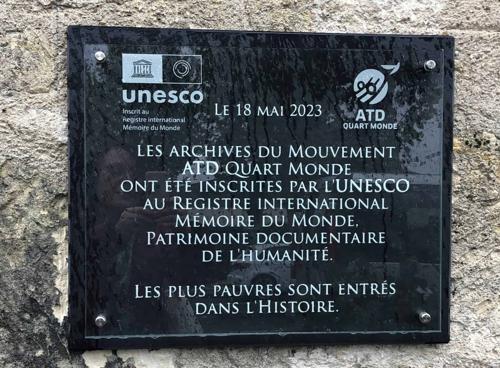 unesco
Inscrit au
Registre international
Mémoire du Monde
Le 18 mai 2023
ATD
QUART MONDE
Les archives du Mouvement
ATD Quart Monde
ont été inscrites par l'UNESCO
au Registre international
Mémoire du Monde,
Patrimoine documentaire
de l'humanité.
Les plus pauvres sont entrés
dans l'Histoire.